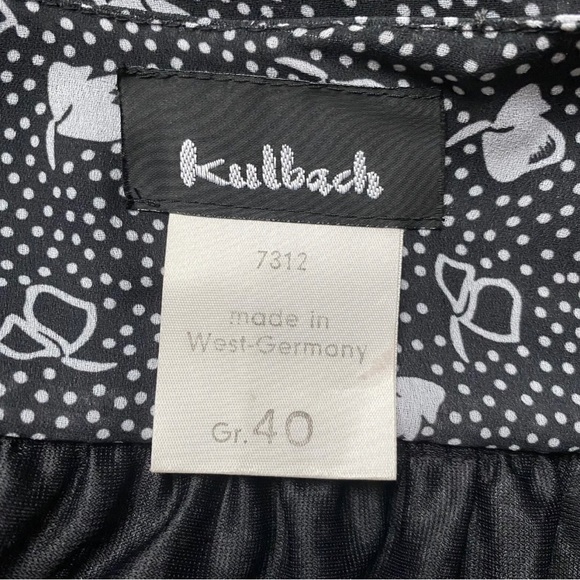 Kulbach
7312
made in
West-Germany
Gr. 40